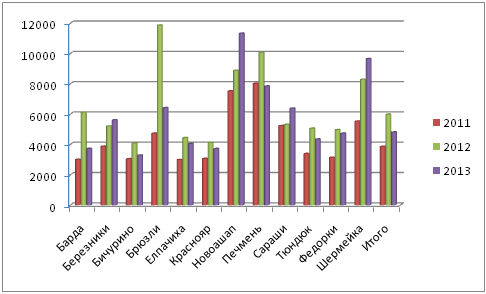 12000
10000
8000
6000
4000
2000
0
Барда
Березники
Бичурино
Брюзли
Елпачиха
Краснояр
Новоашап
Печмень
Сараши
Тюндюк
Федорки
Шермейка
Итого
2011
2012
2013